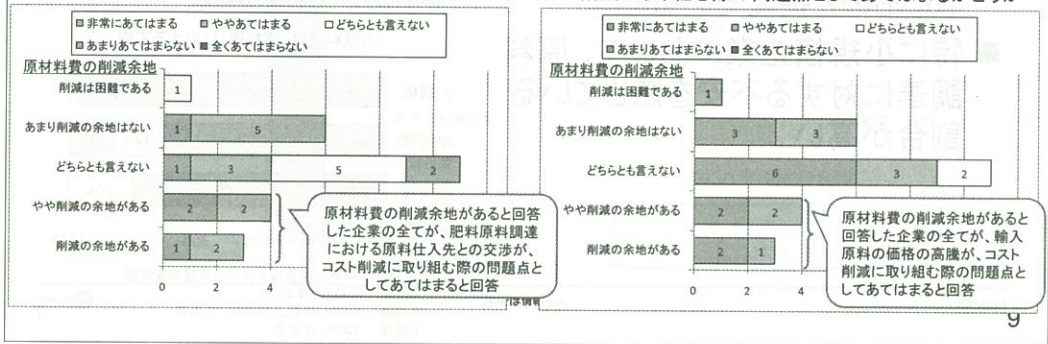 ■非常にあてはまる ■ややあてはまる □どちらとも言えない
■あまりあてはまらない ■全くあてはまらない
原材料費の削減余地
削減は困難である 1
あまり削減の余地はない 1 5
どちらとも言えない 1 3 5 2
やや削減の余地がある 2 2
削減の余地がある 1 2
0 2 4
原材料費の削減余地があると回答
した企業の全てが、肥料原料調達
における原料仕入先との交渉が、
コスト削減に取り組む際の問題点と
してあてはまると回答
■非常にあてはまる ■ややあてはまる □どちらとも言えない
■あまりあてはまらない ■全くあてはまらない
原材料費の削減余地
削減は困難である 1
あまり削減の余地はない 3 3
どちらとも言えない 6 3 2
やや削減の余地がある 2 2
削減の余地がある 2 1
0 2 4
原材料費の削減余地があると
回答した企業の全てが、輸入
原料の価格の高騰が、コスト
削減に取り組む際の問題点と
してあてはまると回答
9